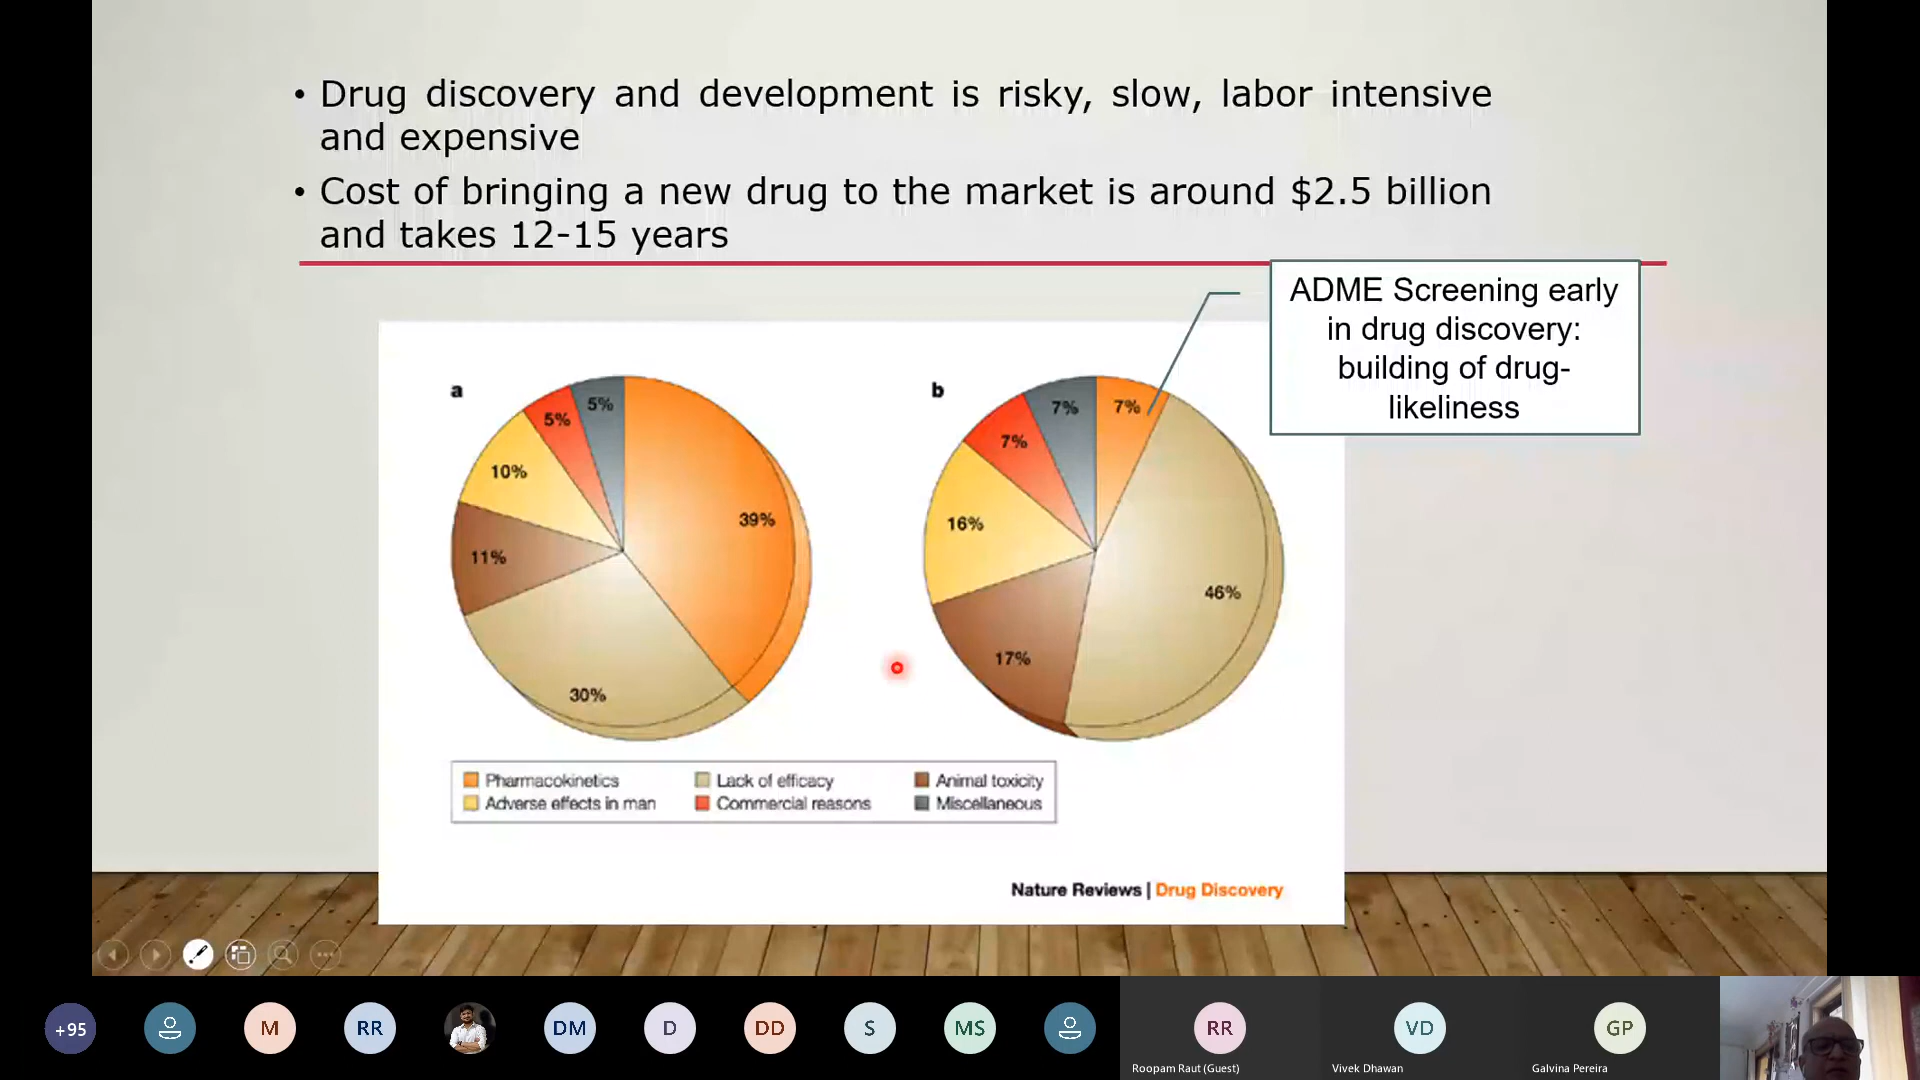 • Drug discovery and development is risky, slow, labor intensive
and expensive
• Cost of bringing a new drug to the market is around $2.5 billion
and takes 12-15 years
ADME Screening early
in drug discovery:
building of drug-
likeliness
a
5%
5%
10%
39%
11%
30%
b
7%
7%
7%
16%
46%
17%
Pharmacokinetics
Lack of efficacy
Animal toxicity
Adverse effects in man
Commercial reasons
Miscellaneous
Nature Reviews | Drug Discovery
+95
M
RR
DM
D
DD
S
MS
RR
VD
GP
Roopam Raut (Guest)
Vivek Dhawan
Galvina Pereira